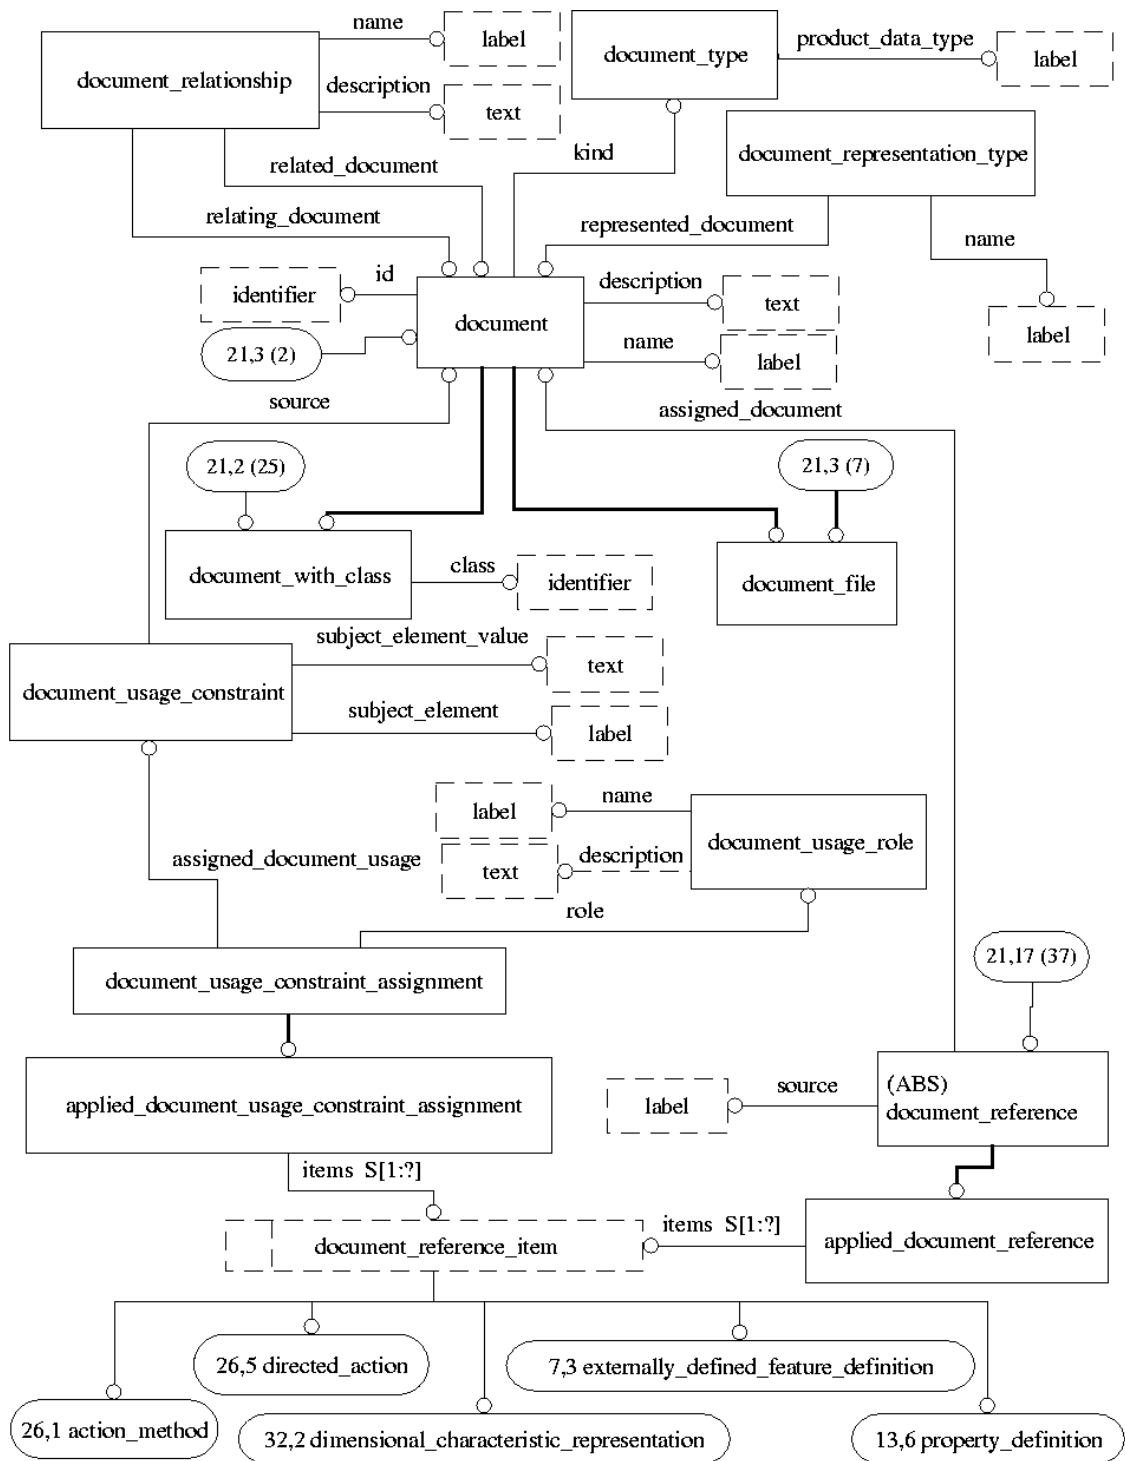 name
label
document_relationship
description
text
document_type
product_data_type
label
related_document
kind
document_representation_type
relating_document
represented_document
name
label
id
identifier
document
description
text
21,3 (2)
name
label
source
assigned_document
21,2 (25)
21,3 (7)
document_with_class
class
identifier
document_file
subject_element_value
text
document_usage_constraint
subject_element
label
label
name
document_usage_role
assigned_document_usage
text
description
role
21,17 (37)
document_usage_constraint_assignment
applied_document_usage_constraint_assignment
label
source
(ABS)
document_reference
items S[1:?]
document_reference_item
items S[1:?]
applied_document_reference
26,5 directed_action
7,3 externally_defined_feature_definition
26,1 action_method
32,2 dimensional_characteristic_representation
13,6 property_definition